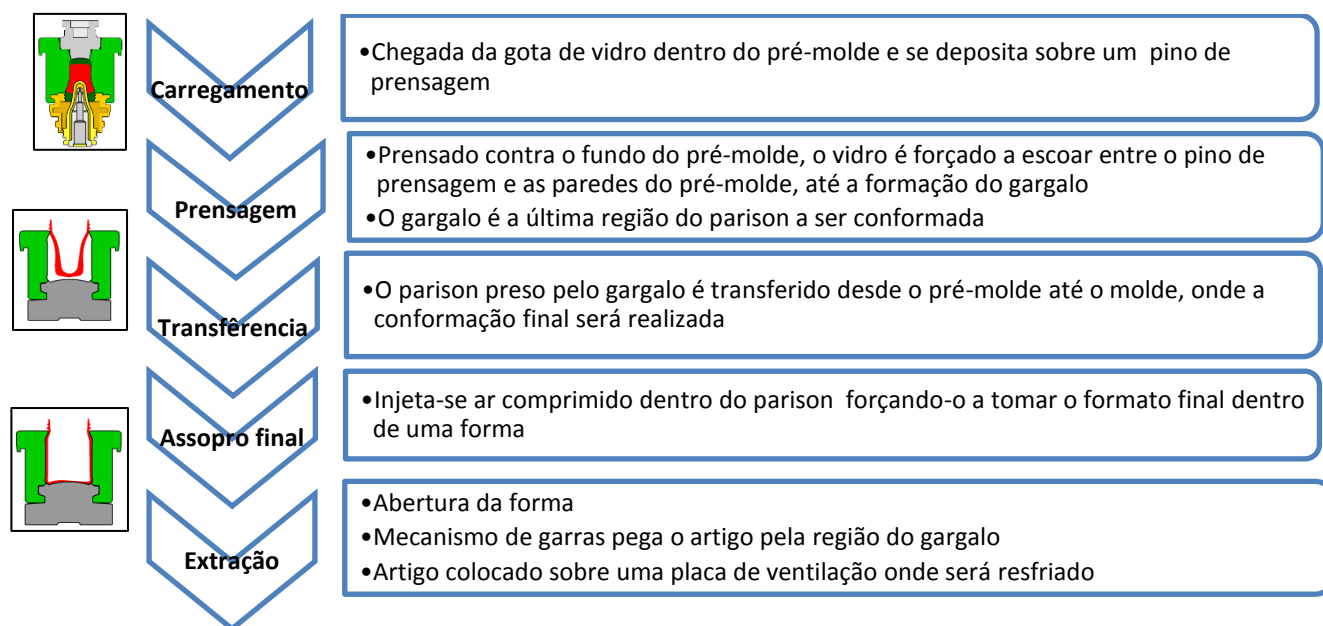 Carregamento
•Chegada da gota de vidro dentro do pré-molde e se deposita sobre um pino de
prensagem
Prensagem
•Prensado contra o fundo do pré-molde, o vidro é forçado a escoar entre o pino de
prensagem e as paredes do pré-molde, até a formação do gargalo
•O gargalo é a última região do parison a ser conformada
Transfêrencia
•O parison preso pelo gargalo é transferido desde o pré-molde até o molde, onde a
conformação final será realizada
Assopro final
•Injeta-se ar comprimido dentro do parison forçando-o a tomar o formato final dentro
de uma forma
Extração
•Abertura da forma
•Mecanismo de garras pega o artigo pela região do gargalo
•Artigo colocado sobre uma placa de ventilação onde será resfriado